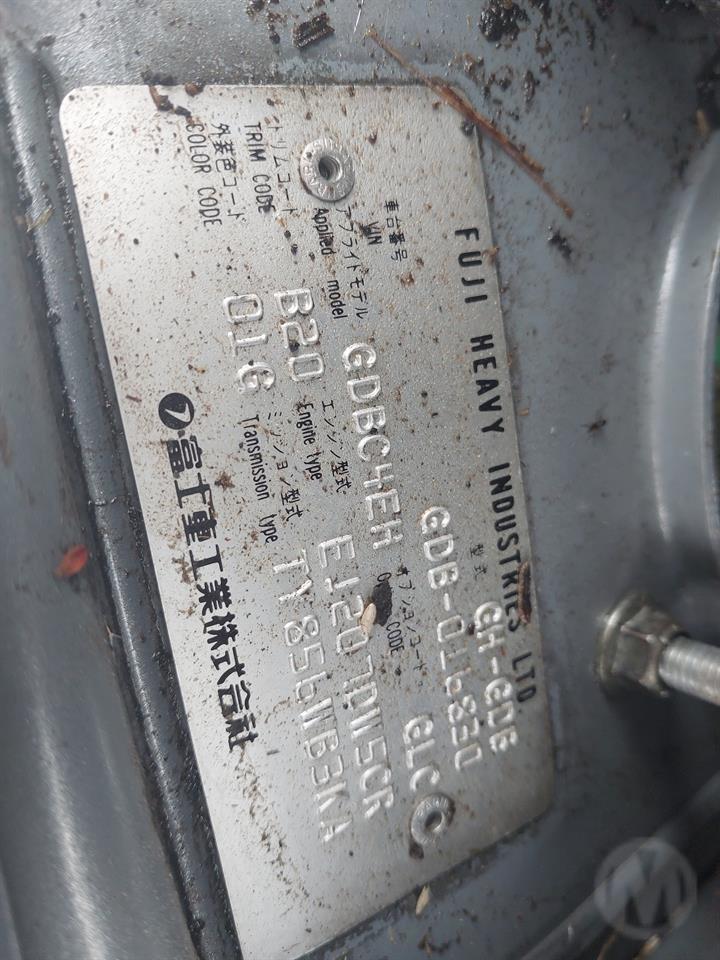 FUJI HEAVY INDUSTRIES LTD.
型式 GH-GDB
車台番号
VIN GDB-016830
アプライドモデル オプションコード
Applied model GDBC4EH CODE GLC
トリムコード エンジン型式
TRIM CODE B20 Engine type EJ207DW5CR
外装色コード ミッション型式
COLOR CODE 01G Transmission type TY856WB3KA
富士重工業株式会社
M